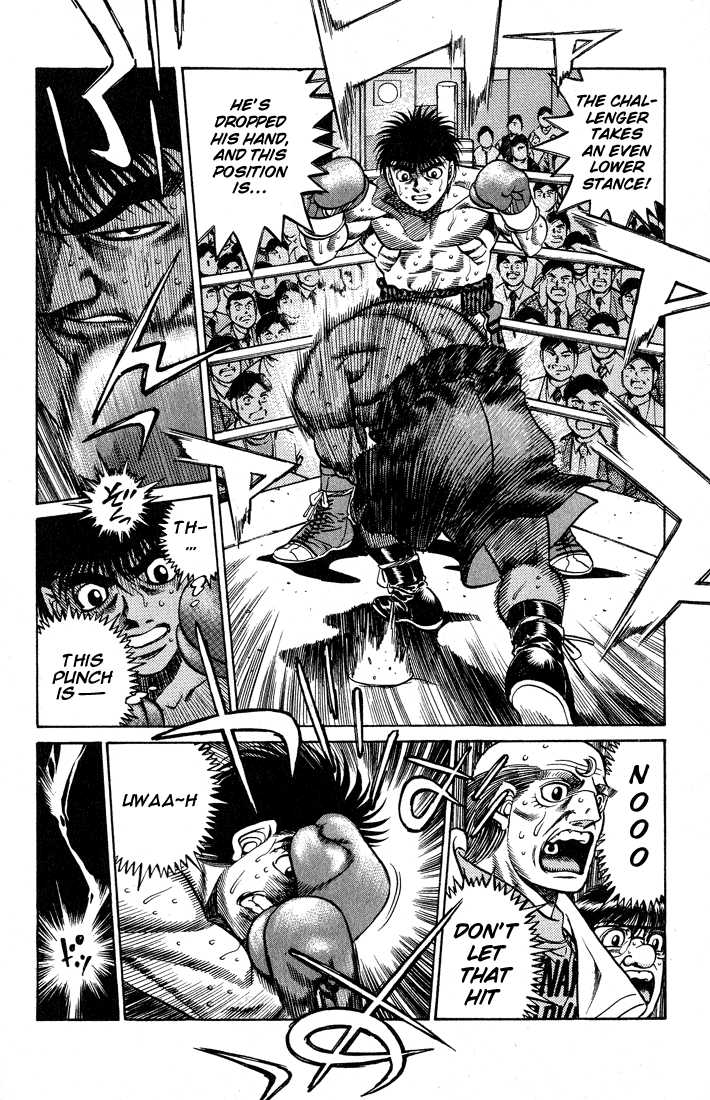 THE CHAL-
LENGER
TAKES
AN EVEN
LOWER
STANCE!
HE'S
DROPPED
HIS HAND,
AND THIS
POSITION
IS...
TH-
...
THIS
PUNCH
IS —
NOOO
DON'T
LET
THAT
HIT
UWAA~H